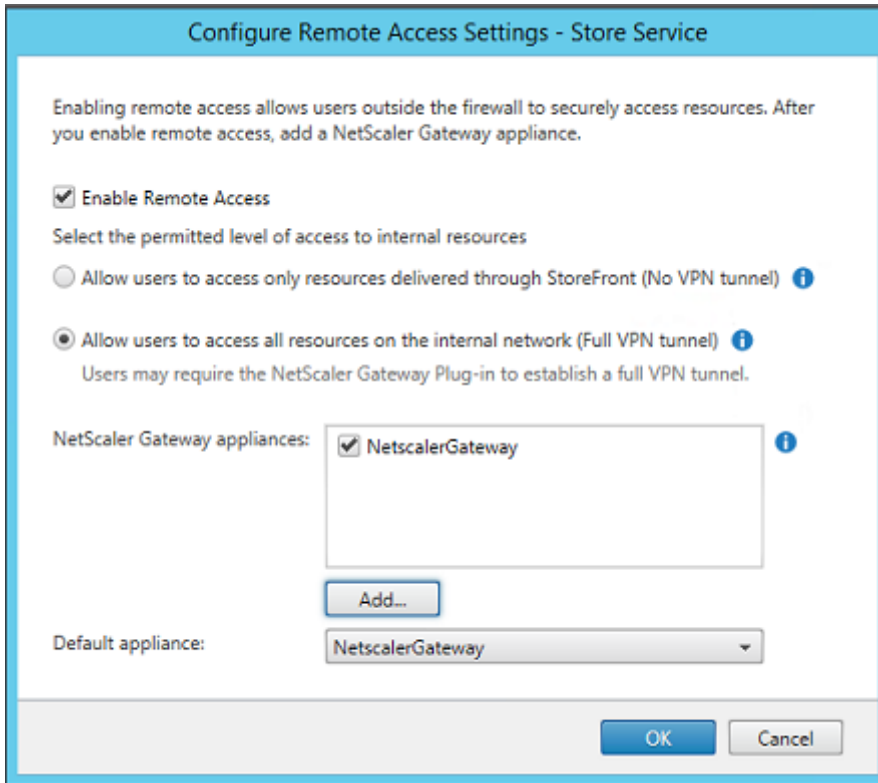 Configure Remote Access Settings - Store Service
Enabling remote access allows users outside the firewall to securely access resources. After
you enable remote access, add a NetScaler Gateway appliance.
Enable Remote Access
Select the permitted level of access to internal resources
Allow users to access only resources delivered through StoreFront (No VPN tunnel)
Allow users to access all resources on the internal network (Full VPN tunnel)
Users may require the NetScaler Gateway Plug-in to establish a full VPN tunnel.
NetScaler Gateway appliances:
NetscalerGateway
Add...
Default appliance:
NetscalerGateway
OK
Cancel